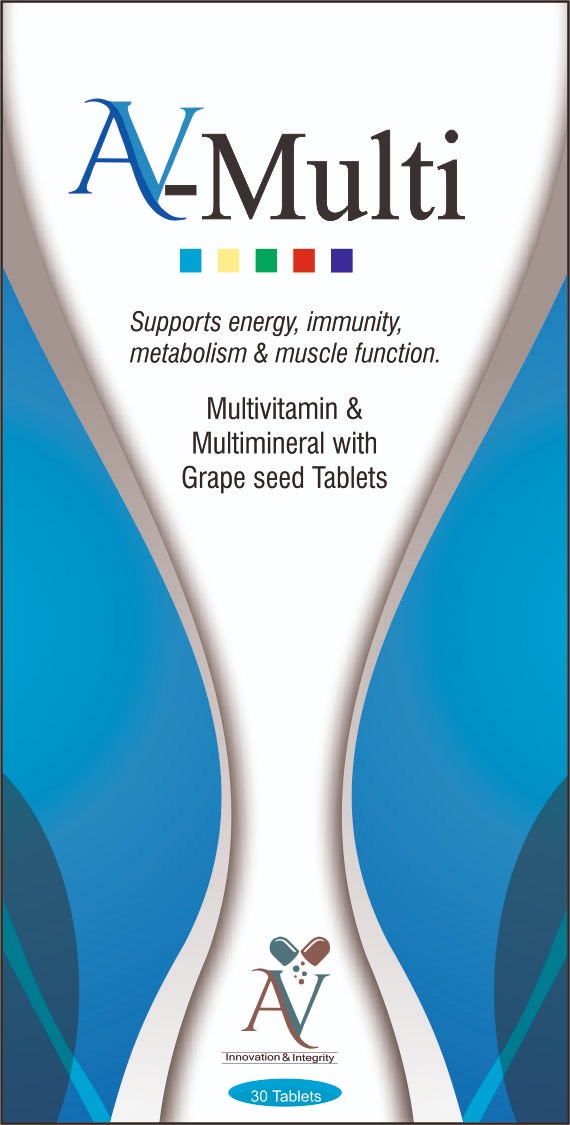 AV-Multi
Supports energy, immunity,
metabolism & muscle function.
Multivitamin &
Multimineral with
Grape seed Tablets
AV
Innovation & Integrity
30 Tablets